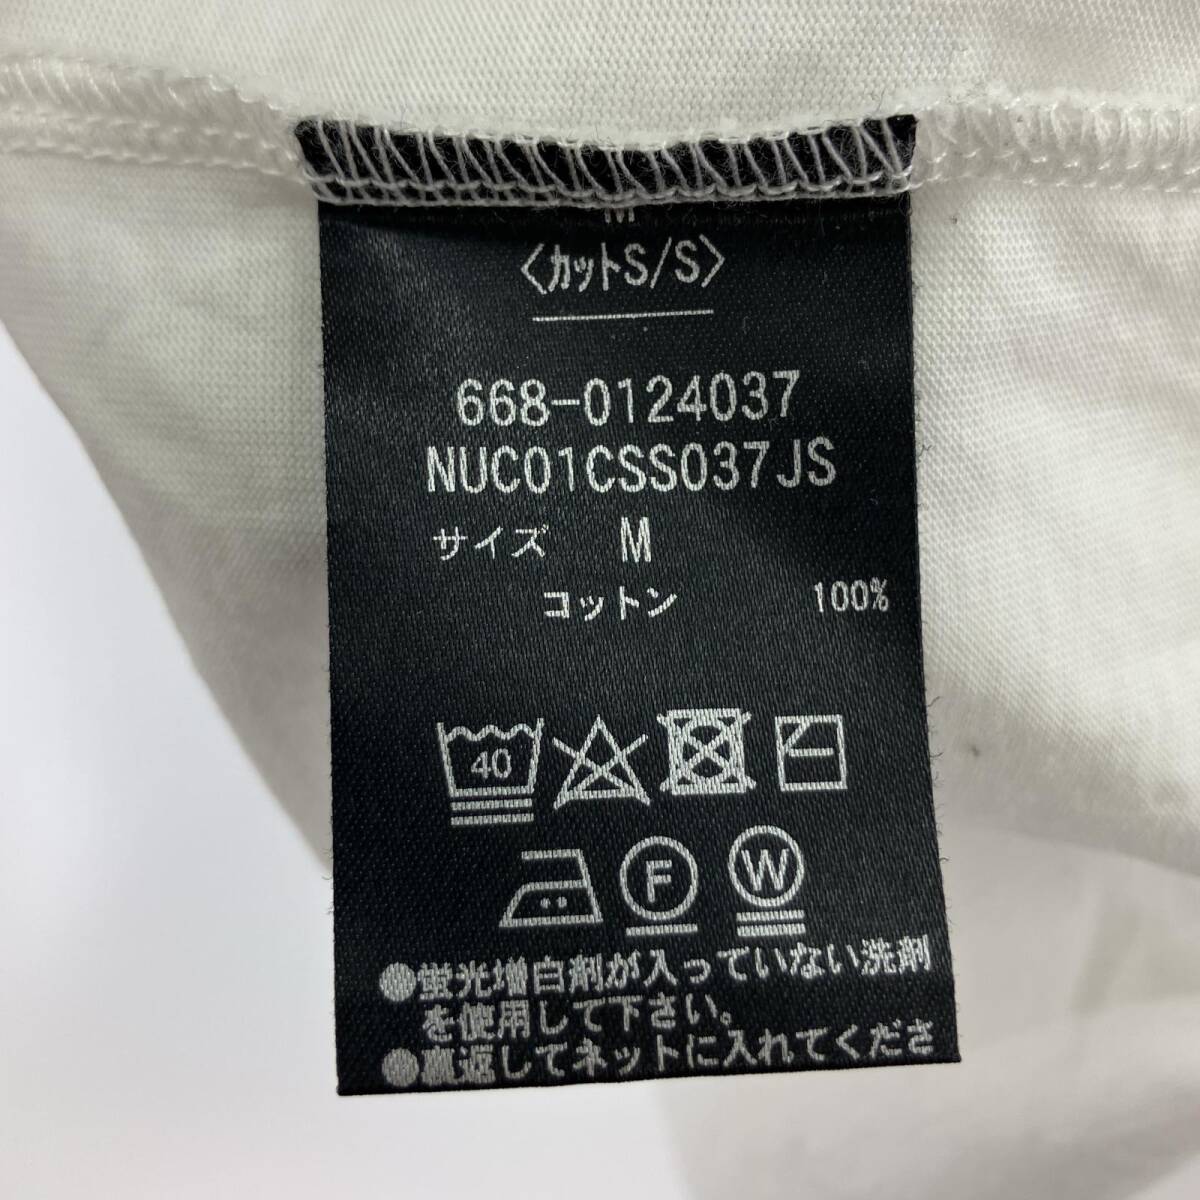 M
〈カットS/S〉
668-0124037
NUC01CSS037JS
サイズ M
コットン 100%
40
F W
●蛍光増白剤が入っていない洗剤
を使用して下さい。
●裏返してネットに入れてくださ